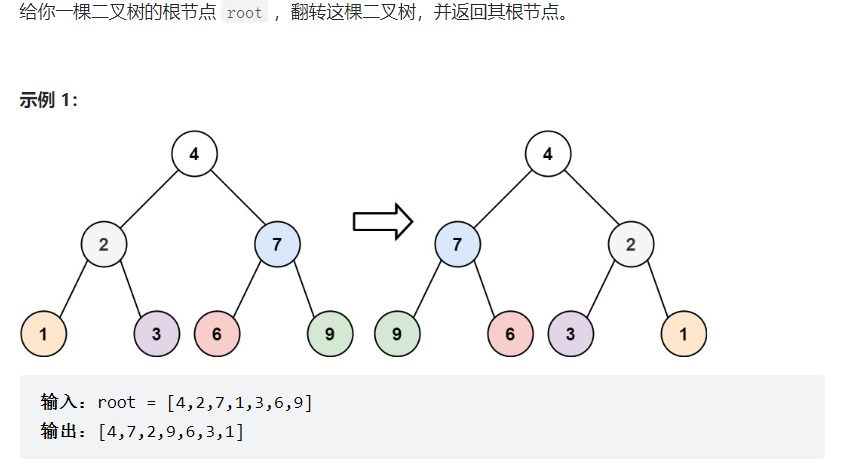 给你一棵二叉树的根节点 root ，翻转这棵二叉树，并返回其根节点。
示例 1：
4 4
2 7 7 2
1 3 6 9 9 6 3 1
输入：root = [4,2,7,1,3,6,9]
输出：[4,7,2,9,6,3,1]